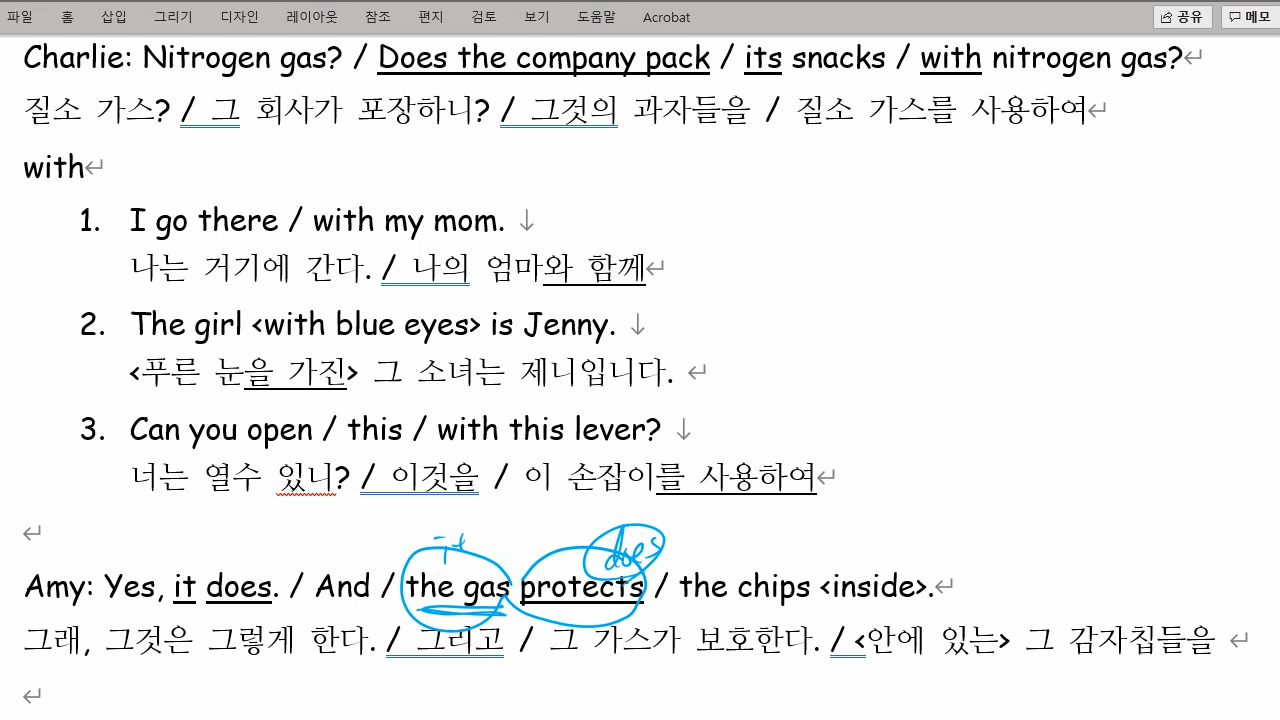 파일 홈 삽입 그리기 디자인 레이아웃 참조 편지 검토 보기 도움말 Acrobat 공유 메모
Charlie: Nitrogen gas? / Does the company pack / its snacks / with nitrogen gas?
질소 가스? / 그 회사가 포장하니? / 그것의 과자들을 / 질소 가스를 사용하여
with
1. I go there / with my mom.
나는 거기에 간다. / 나의 엄마와 함께
2. The girl <with blue eyes> is Jenny.
<푸른 눈을 가진> 그 소녀는 제니입니다.
3. Can you open / this / with this lever?
너는 열수 있니? / 이것을 / 이 손잡이를 사용하여
it does
Amy: Yes, it does. / And / the gas protects / the chips <inside>.
그래, 그것은 그렇게 한다. / 그리고 / 그 가스가 보호한다. / <안에 있는> 그 감자칩들을